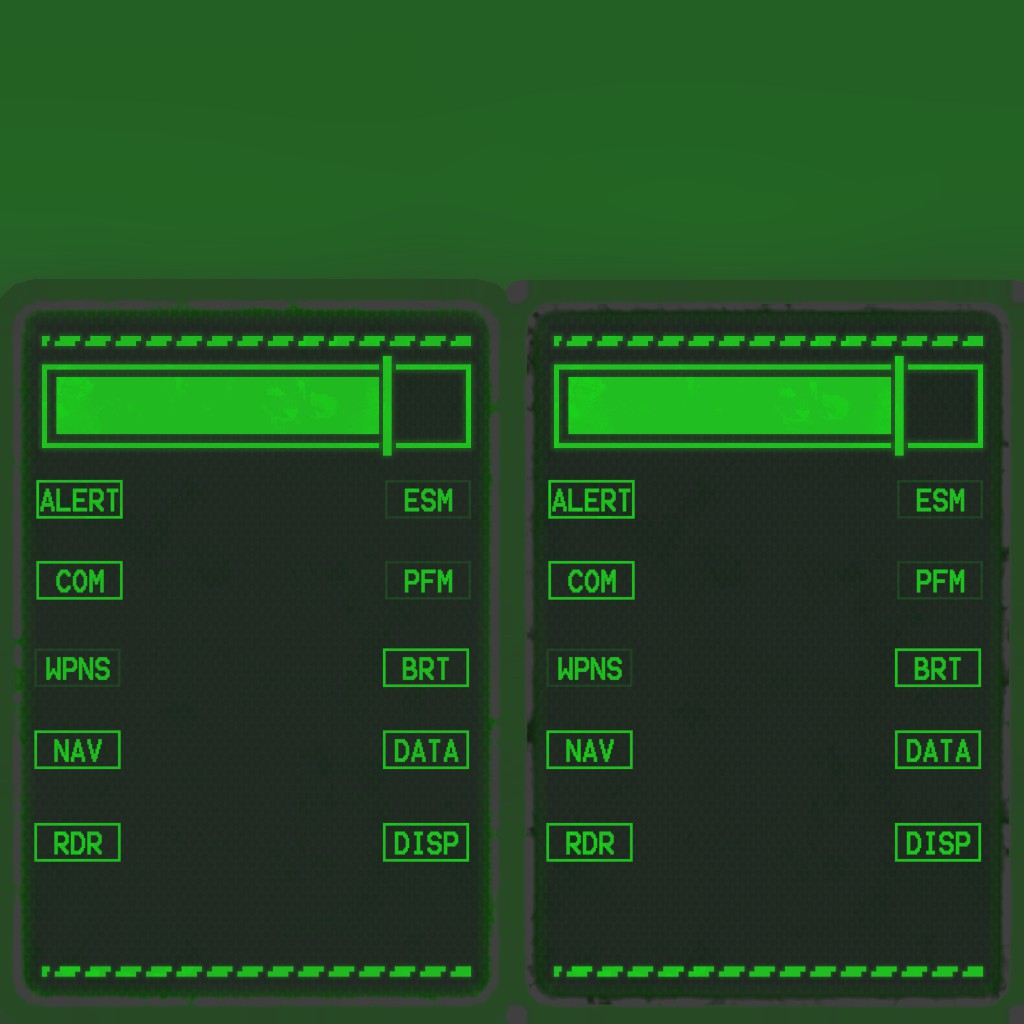 ALERT ESM
COM PFM
WPNS BRT
NAV DATA
RDR DISP
ALERT ESM
COM PFM
WPNS BRT
NAV DATA
RDR DISP